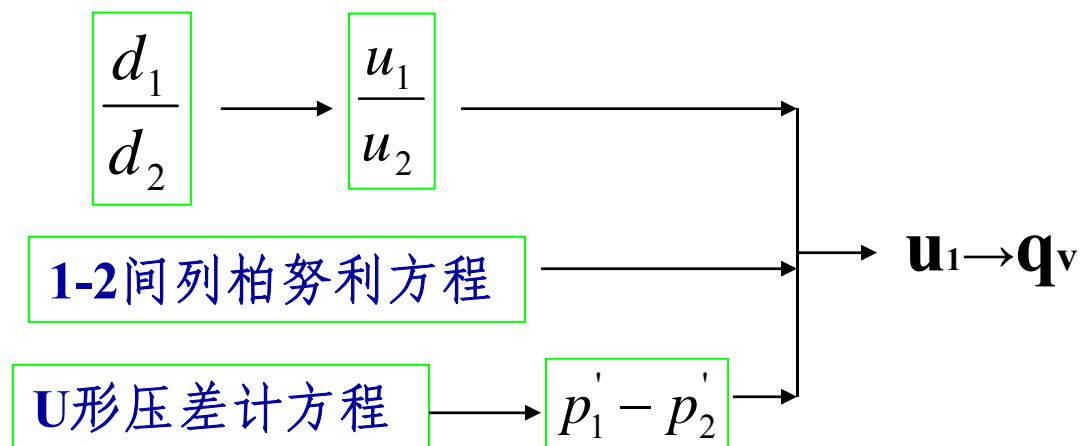 d₁/d₂ → u₁/u₂
1-2间列柏努利方程
u₁→qv
U形压差计方程 → p₁' − p₂'